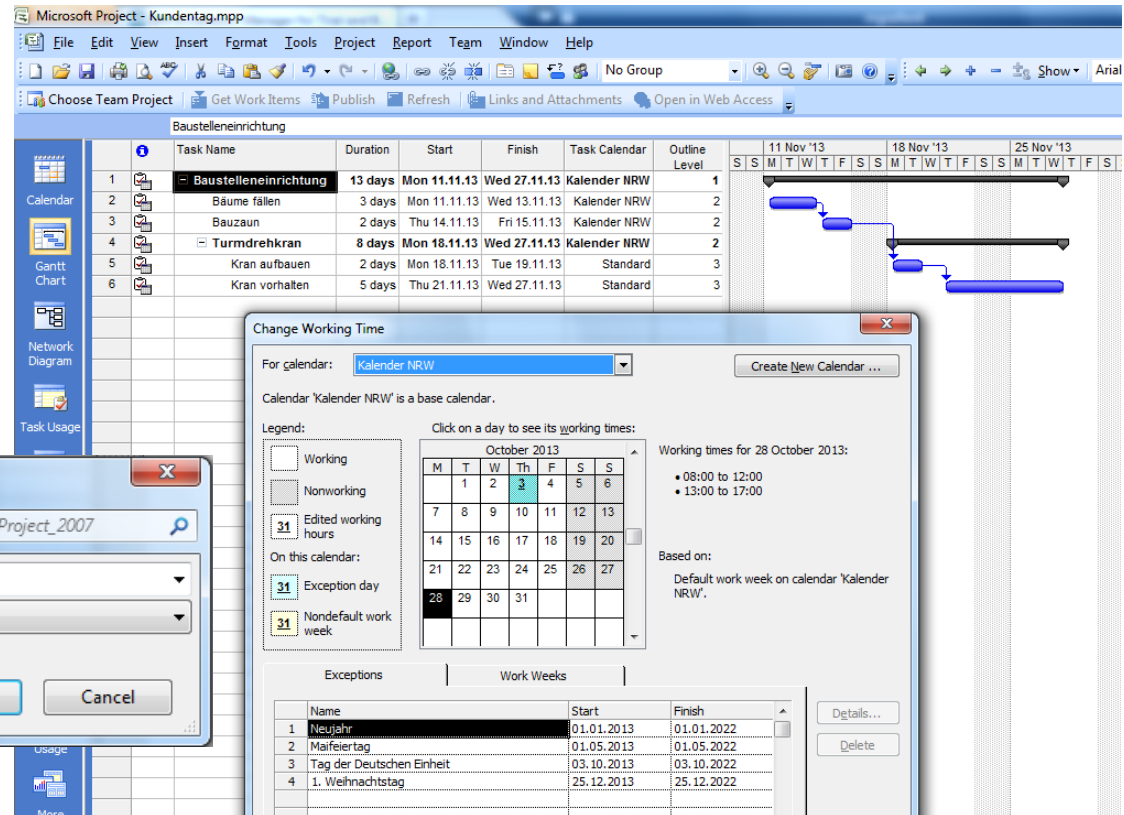 Microsoft Project - Kundentag.mpp
File Edit View Insert Format Tools Project Report Team Window Help
No Group Show Arial
Choose Team Project Get Work Items Publish Refresh Links and Attachments Open in Web Access
Baustelleneinrichtung
Task Name Duration Start Finish Task Calendar Outline Level 11 Nov '13 18 Nov '13 25 Nov '13
S S M T W T F S S M T W T F S S M T W T F S
1 Baustelleneinrichtung 13 days Mon 11.11.13 Wed 27.11.13 Kalender NRW 1
2 Bäume fällen 3 days Mon 11.11.13 Wed 13.11.13 Kalender NRW 2
3 Bauzaun 2 days Thu 14.11.13 Fri 15.11.13 Kalender NRW 2
4 Turmdrehkran 8 days Mon 18.11.13 Wed 27.11.13 Kalender NRW 2
5 Kran aufbauen 2 days Mon 18.11.13 Tue 19.11.13 Standard 3
6 Kran vorhalten 5 days Thu 21.11.13 Wed 27.11.13 Standard 3
Calendar
Gantt
Chart
Network
Diagram
Task Usage
Project_2007
Cancel
Usage
More
Change Working Time
For calendar: Kalender NRW Create New Calendar ...
Calendar 'Kalender NRW' is a base calendar.
Legend: Click on a day to see its working times:
Working
Nonworking
31 Edited working
hours
On this calendar:
31 Exception day
31 Nondefault work
week
October 2013
M T W Th F S S
1 2 3 4 5 6
7 8 9 10 11 12 13
14 15 16 17 18 19 20
21 22 23 24 25 26 27
28 29 30 31
Working times for 28 October 2013:
• 08:00 to 12:00
• 13:00 to 17:00
Based on:
Default work week on calendar 'Kalender
NRW'.
Exceptions Work Weeks
Name Start Finish
1 Neujahr 01.01.2013 01.01.2022
2 Maifeiertag 01.05.2013 01.05.2022
3 Tag der Deutschen Einheit 03.10.2013 03.10.2022
4 1. Weihnachtstag 25.12.2013 25.12.2022
Details...
Delete